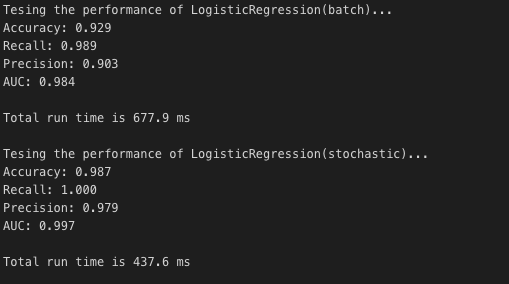 Tesing the performance of LogisticRegression(batch)...
Accuracy: 0.929
Recall: 0.989
Precision: 0.903
AUC: 0.984
Total run time is 677.9 ms
Tesing the performance of LogisticRegression(stochastic)...
Accuracy: 0.987
Recall: 1.000
Precision: 0.979
AUC: 0.997
Total run time is 437.6 ms